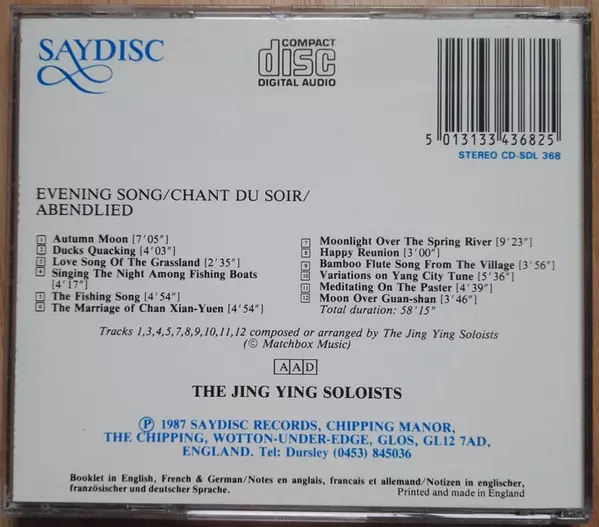 SAYDISC
COMPACT
disc
DIGITAL AUDIO
5 013133 436825
STEREO CD-SDL 368
EVENING SONG/CHANT DU SOIR/
ABENDLIED
1 Autumn Moon [7'05"]
2 Ducks Quacking [4'03"]
3 Love Song Of The Grassland [2'35"]
4 Singing The Night Among Fishing Boats
[4'17"]
5 The Fishing Song [4'54"]
6 The Marriage of Chan Xian-Yuen [4'54"]
7 Moonlight Over The Spring River [9'23"]
8 Happy Reunion [3'00"]
9 Bamboo Flute Song From The Village [3'56"]
10 Variations on Yang City Tune [5'36"]
11 Meditating On The Paster [4'39"]
12 Moon Over Guan-shan [3'46"]
Total duration: 58'15"
Tracks 1,3,4,5,7,8,9,10,11,12 composed or arranged by The Jing Ying Soloists
(© Matchbox Music)
AAD
THE JING YING SOLOISTS
Ⓟ 1987 SAYDISC RECORDS, CHIPPING MANOR,
THE CHIPPING, WOTTON-UNDER-EDGE, GLOS, GL12 7AD,
ENGLAND. Tel: Dursley (0453) 845036
Booklet in English, French & German/Notes en anglais, francais et allemand/Notizen in englischer,
französischer und deutscher Sprache.
Printed and made in England